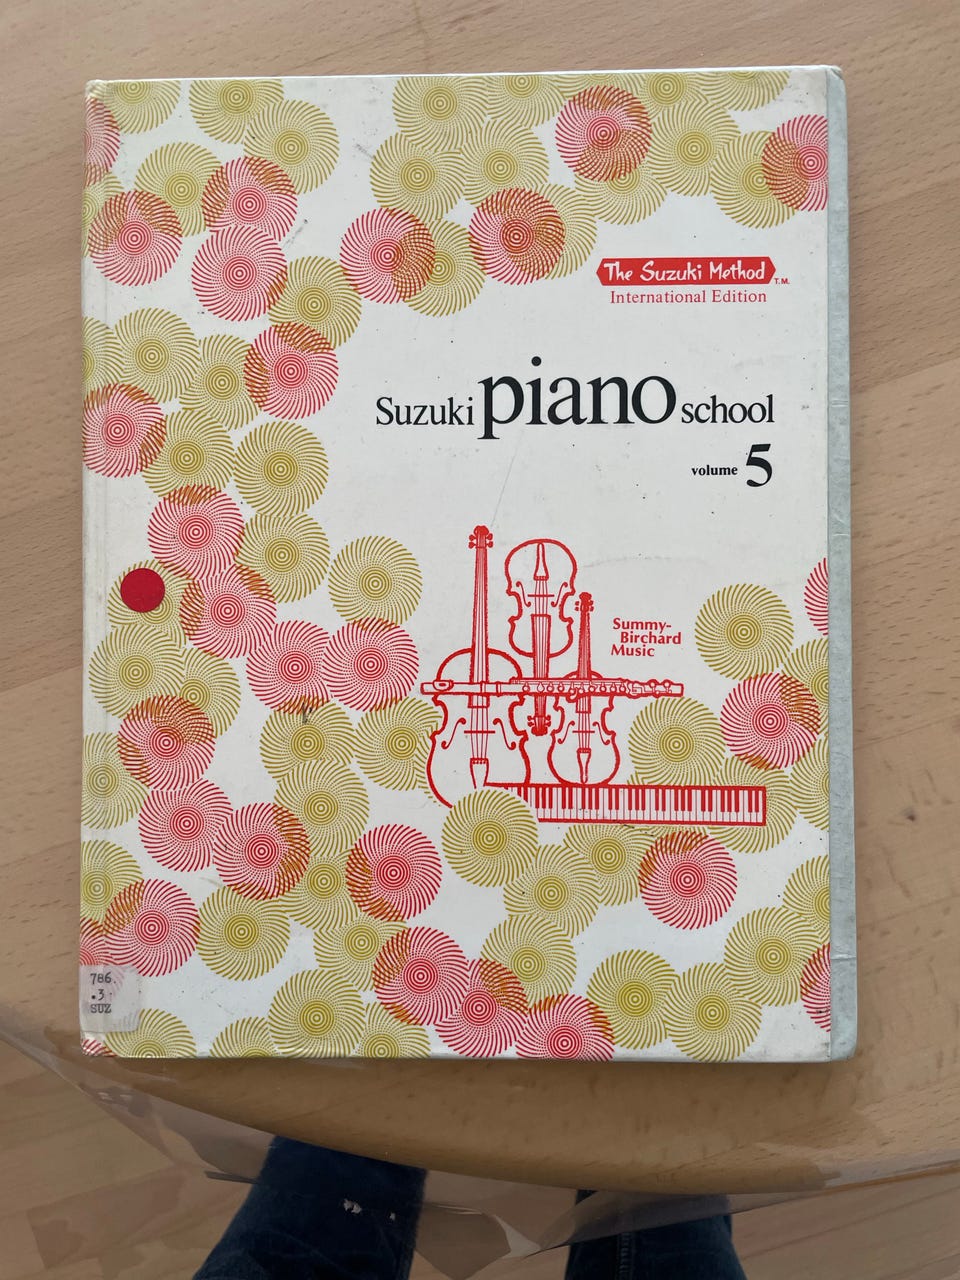 The Suzuki Method T.M.
International Edition
Suzuki piano school
volume 5
Summy-
Birchard
Music
786
.3
SUZ